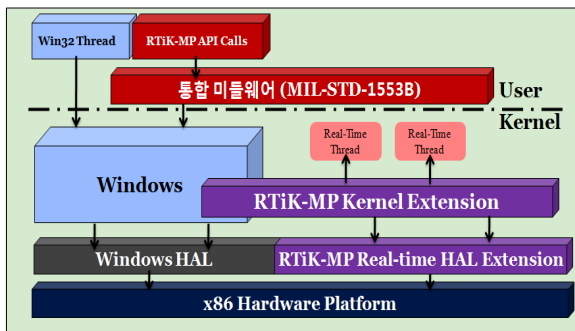 Win32 Thread
RTiK-MP API Calls
통합 미들웨어 (MIL-STD-1553B)
User
Kernel
Real-Time
Thread
Real-Time
Thread
Windows
RTiK-MP Kernel Extension
Windows HAL
RTiK-MP Real-time HAL Extension
x86 Hardware Platform